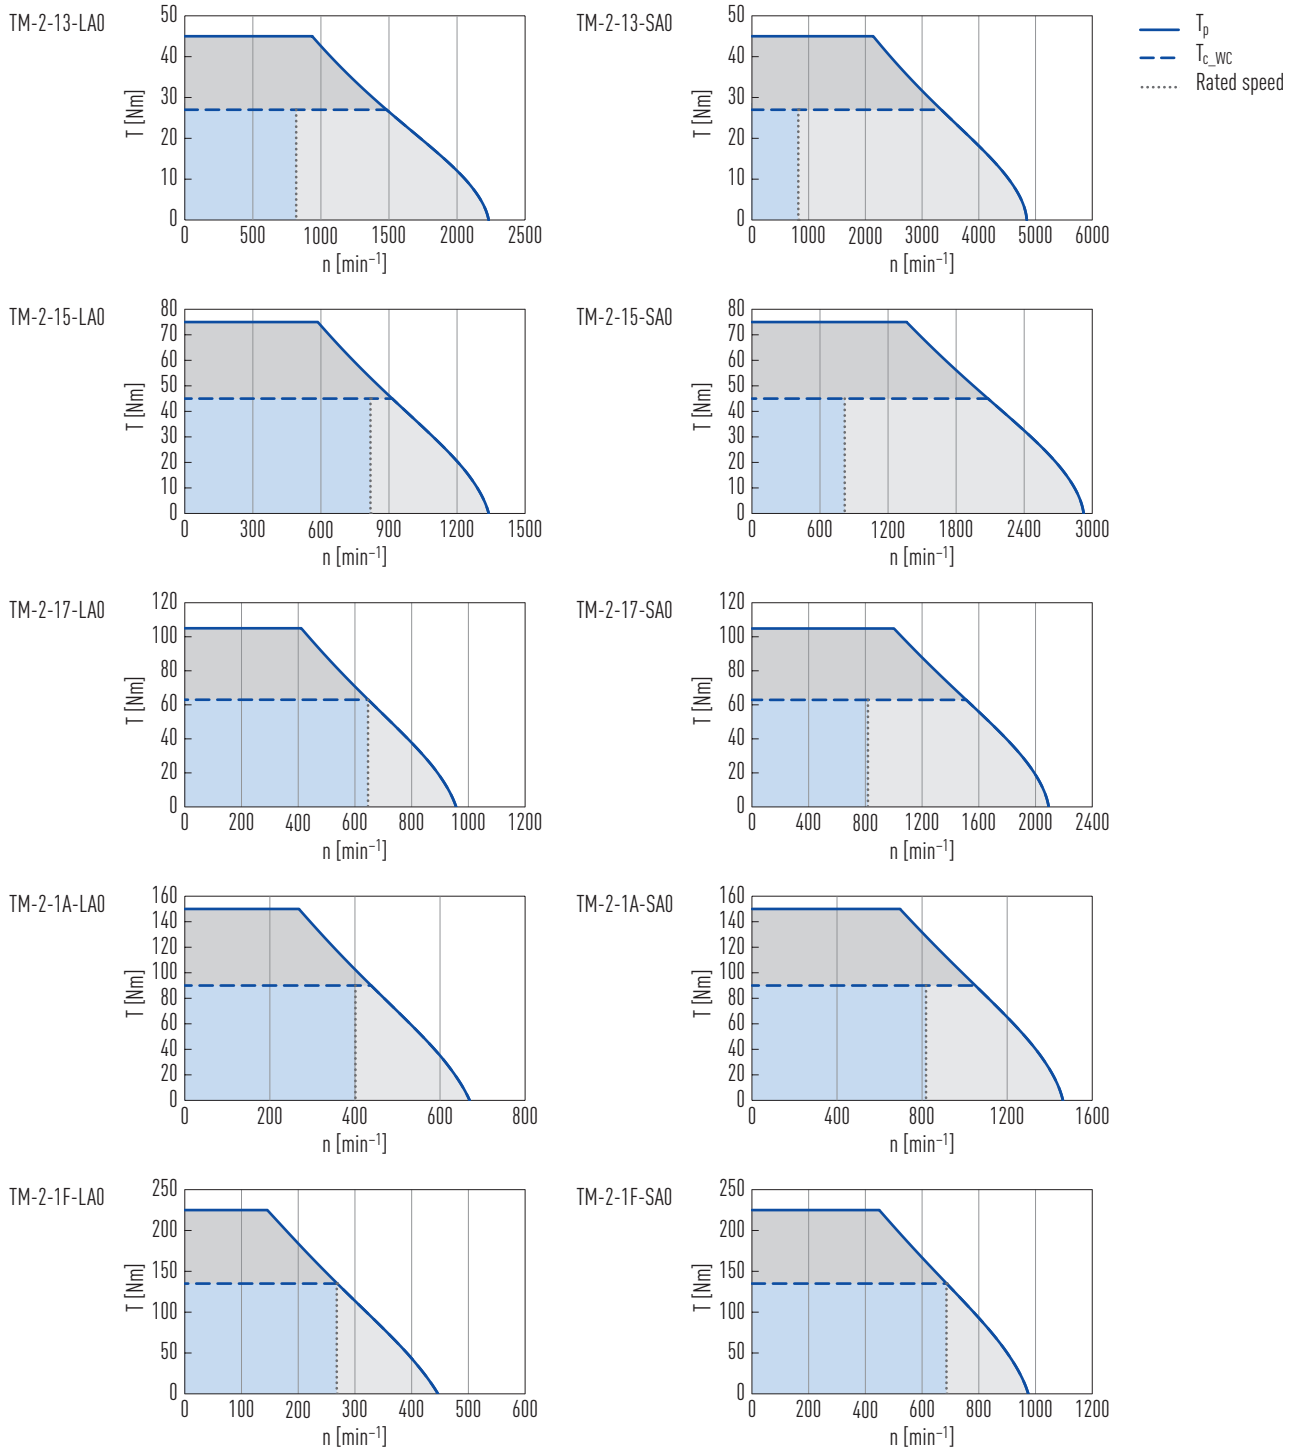 TM-2-13-LA0
T [Nm]
50
40
30
20
10
0
0 500 1000 1500 2000 2500
n [min⁻¹]
TM-2-13-SA0
T [Nm]
50
40
30
20
10
0
0 1000 2000 3000 4000 5000 6000
n [min⁻¹]
Tp
Tc_WC
Rated speed
TM-2-15-LA0
T [Nm]
80
70
60
50
40
30
20
10
0
0 300 600 900 1200 1500
n [min⁻¹]
TM-2-15-SA0
T [Nm]
80
70
60
50
40
30
20
10
0
0 600 1200 1800 2400 3000
n [min⁻¹]
TM-2-17-LA0
T [Nm]
120
100
80
60
40
20
0
0 200 400 600 800 1000 1200
n [min⁻¹]
TM-2-17-SA0
T [Nm]
120
100
80
60
40
20
0
0 400 800 1200 1600 2000 2400
n [min⁻¹]
TM-2-1A-LA0
T [Nm]
160
140
120
100
80
60
40
20
0
0 200 400 600 800
n [min⁻¹]
TM-2-1A-SA0
T [Nm]
160
140
120
100
80
60
40
20
0
0 400 800 1200 1600
n [min⁻¹]
TM-2-1F-LA0
T [Nm]
250
200
150
100
50
0
0 100 200 300 400 500 600
n [min⁻¹]
TM-2-1F-SA0
T [Nm]
250
200
150
100
50
0
0 200 400 600 800 1000 1200
n [min⁻¹]